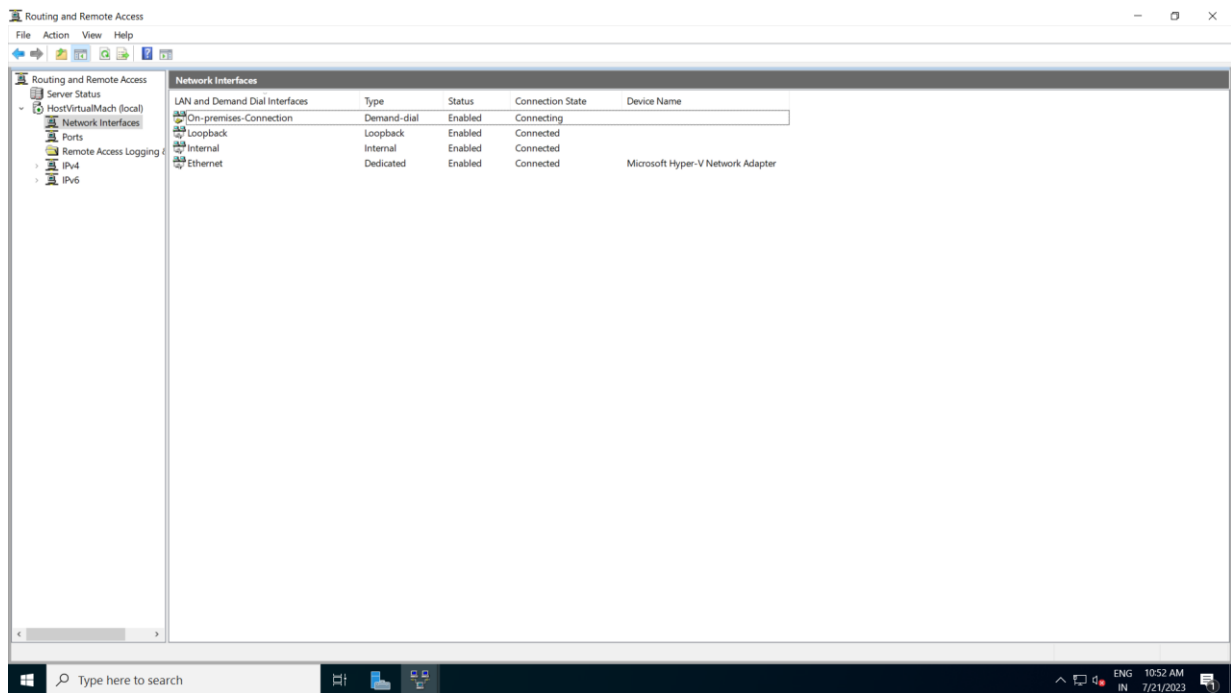 Routing and Remote Access
File Action View Help
Routing and Remote Access
Server Status
HostVirtualMach (local)
Network Interfaces
Ports
Remote Access Logging &
IPv4
IPv6
Network Interfaces
LAN and Demand Dial Interfaces Type Status Connection State Device Name
On-premises-Connection Demand-dial Enabled Connecting
Loopback Loopback Enabled Connected
Internal Internal Enabled Connected
Ethernet Dedicated Enabled Connected Microsoft Hyper-V Network Adapter
Type here to search
ENG 10:52 AM
IN 7/21/2023
1